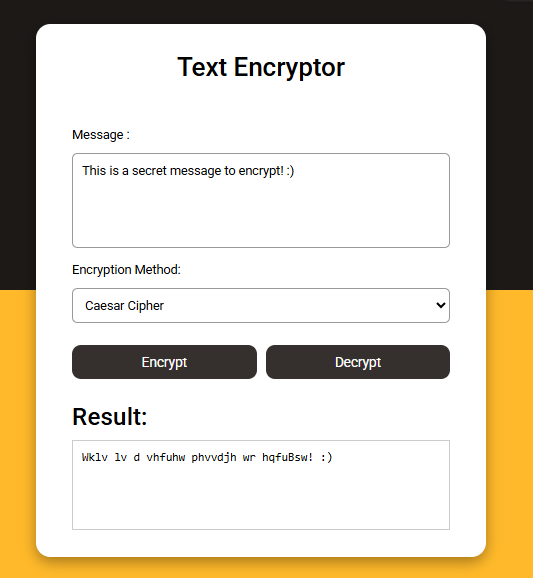 Text Encryptor
Message :
This is a secret message to encrypt! :)
Encryption Method:
Caesar Cipher
Encrypt Decrypt
Result:
Wklv lv d vhfuhw phvvdjh wr hqfuBsw! :)